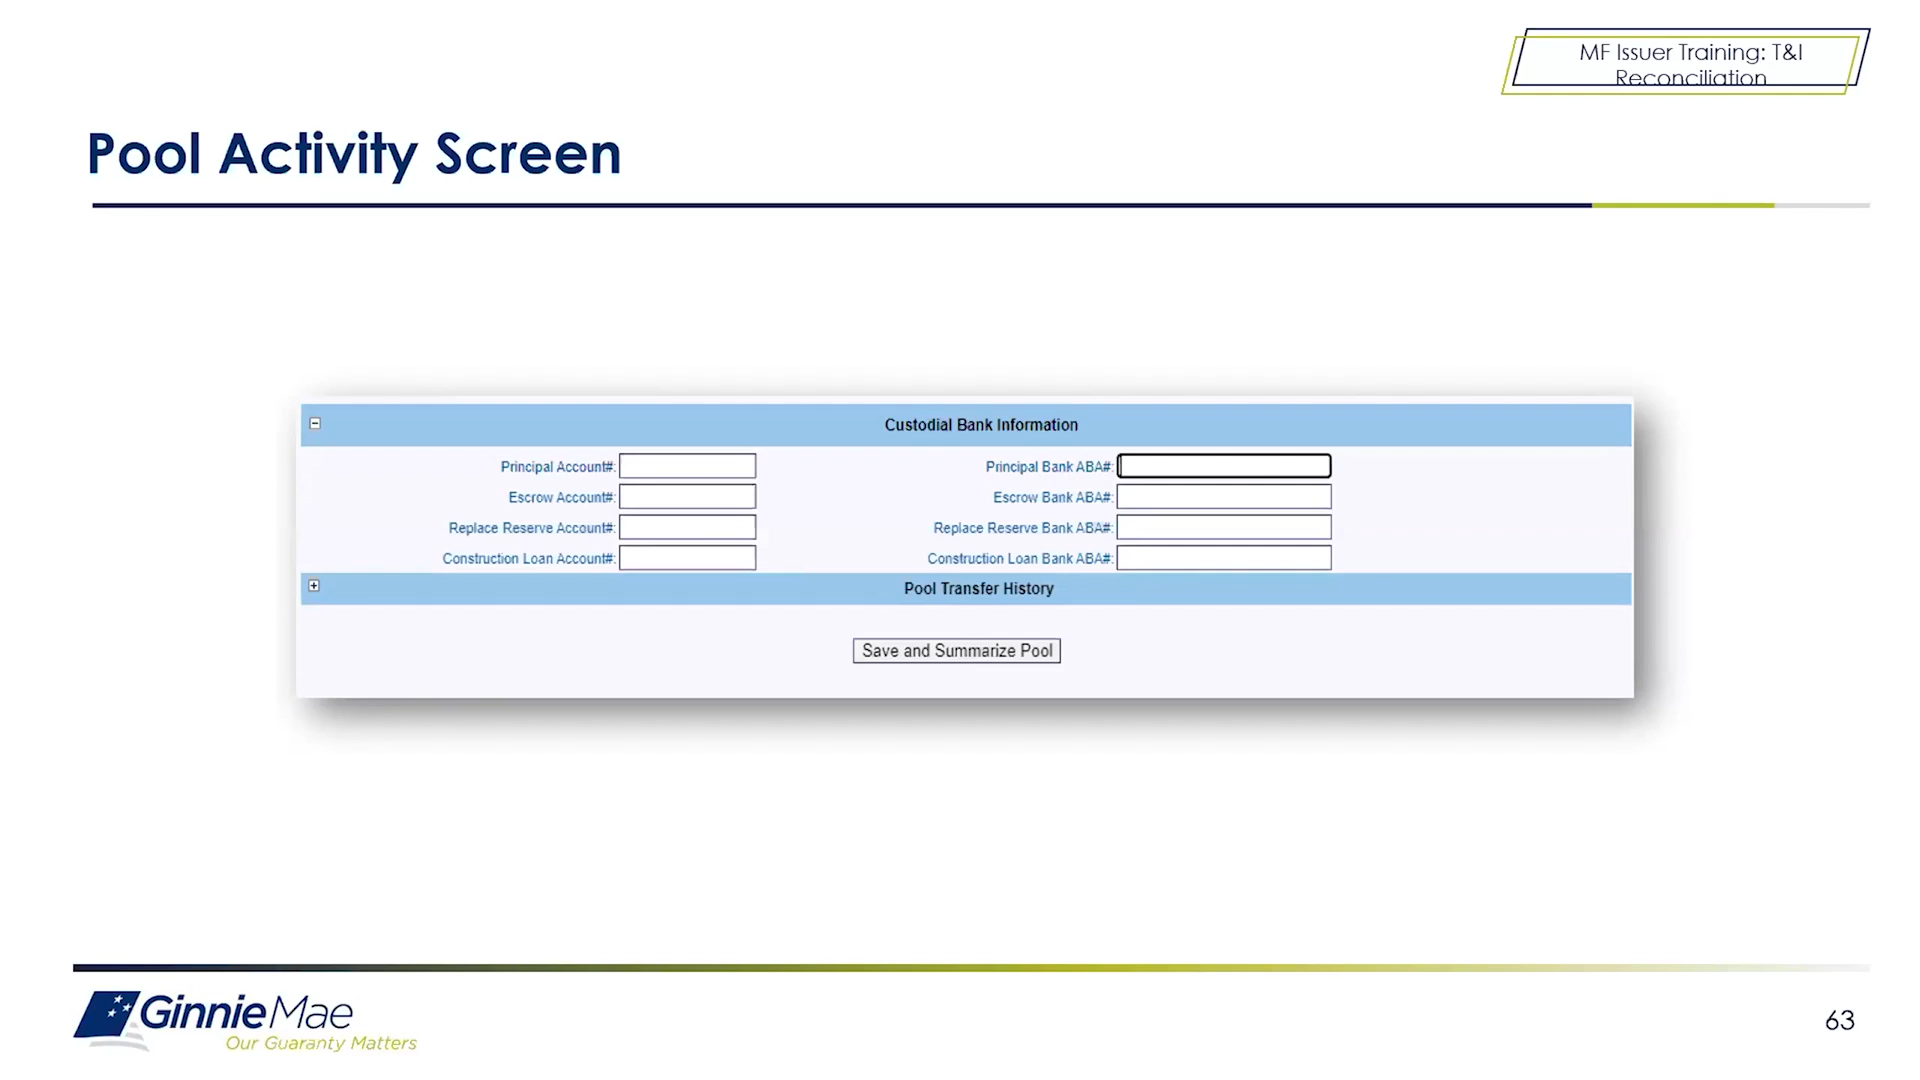 MF Issuer Training: T&I
Reconciliation
Pool Activity Screen
Custodial Bank Information
Principal Account#: Principal Bank ABA#:
Escrow Account#: Escrow Bank ABA#:
Replace Reserve Account#: Replace Reserve Bank ABA#:
Construction Loan Account#: Construction Loan Bank ABA#:
Pool Transfer History
Save and Summarize Pool
GinnieMae
Our Guaranty Matters
63